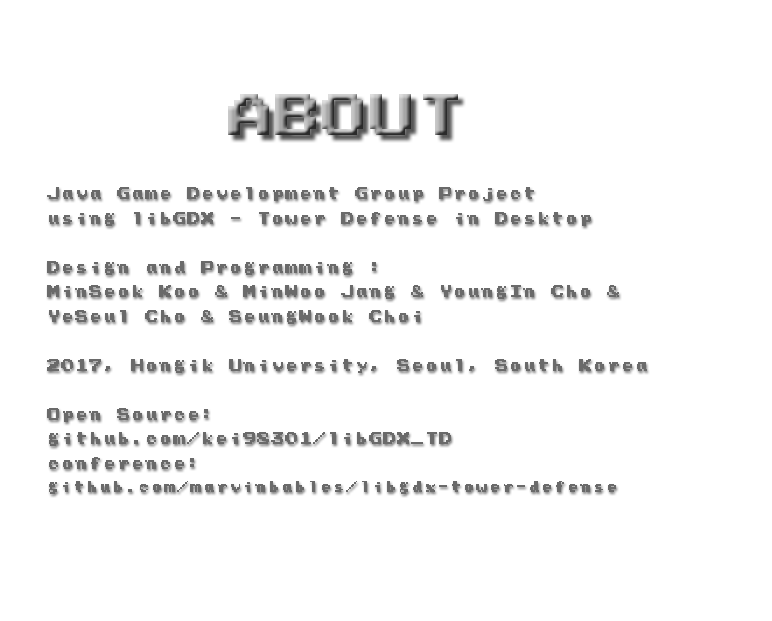 ABOUT
Java Game Development Group Project
using libGDX - Tower Defense in Desktop
Design and Programming :
MinSeok Koo & MinWoo Jang & YoungIn Cho &
YeSeul Cho & SeungWook Choi
2017, Hongik University, Seoul, South Korea
Open Source:
github.com/kei98301/libGDX_TD
conference:
github.com/marvinbables/libgdx-tower-defense